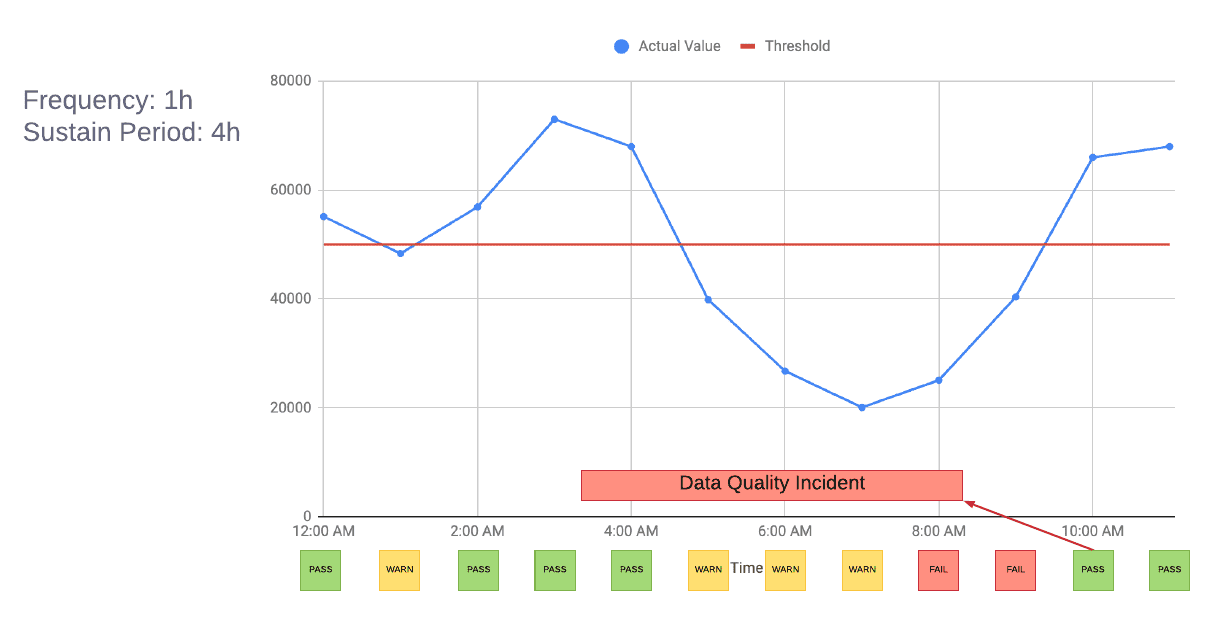 Actual Value
Threshold
Frequency: 1h
Sustain Period: 4h
80000
60000
40000
20000
0
Data Quality Incident
12:00 AM 2:00 AM 4:00 AM 6:00 AM 8:00 AM 10:00 AM
PASS WARN PASS PASS PASS WARN Time WARN WARN FAIL FAIL PASS PASS